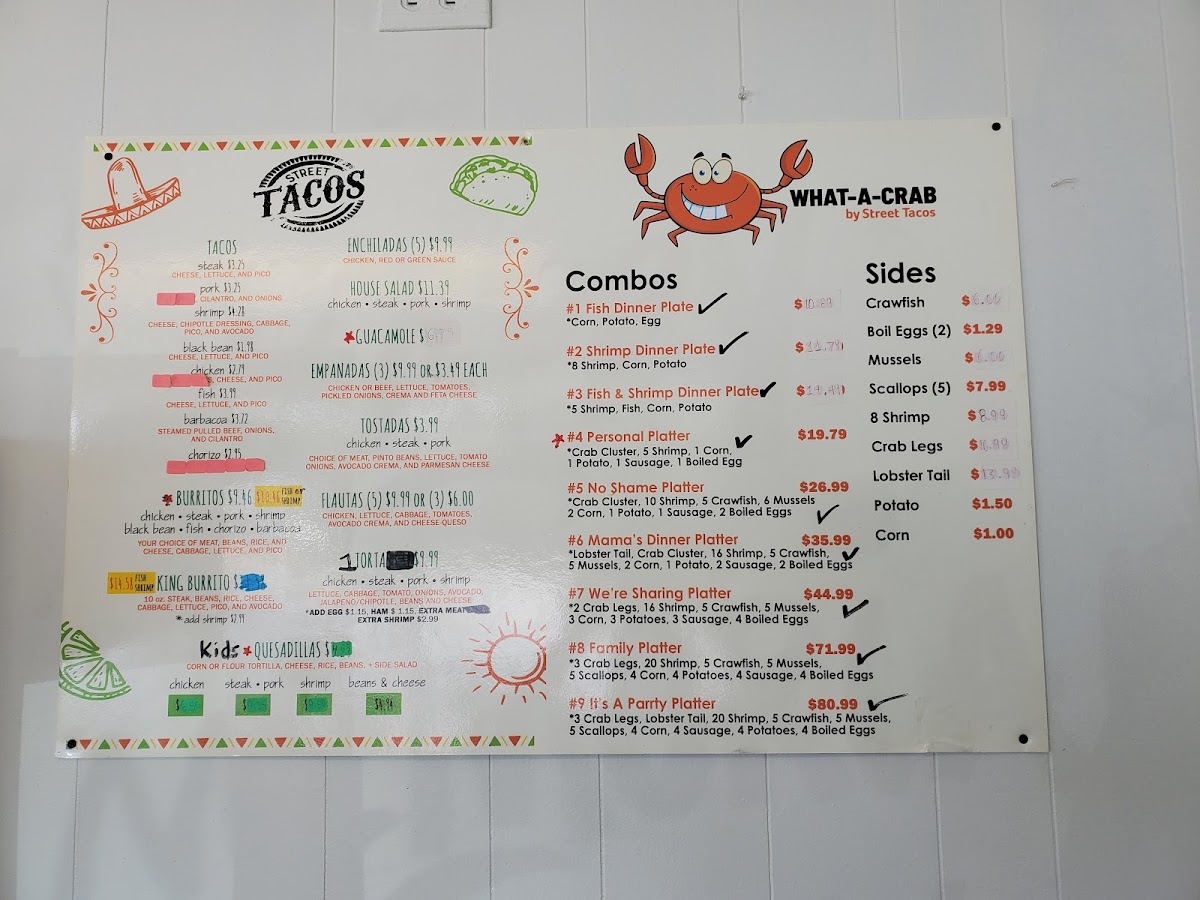 STREET
TACOS
TACOS
steak $3.25
CHEESE, LETTUCE, AND PICO
pork $3.25
, CILANTRO, AND ONIONS
shrimp $4.28
CHEESE, CHIPOTLE DRESSING, CABBAGE,
PICO, AND AVOCADO
black bean $1.98
CHEESE, LETTUCE, AND PICO
chicken $2.79
, CHEESE, AND PICO
fish $3.99
CHEESE, LETTUCE, AND PICO
barbacoa $3.72
STEAMED PULLED BEEF, ONIONS,
AND CILANTRO
chorizo $2.95
BURRITOS $9.46 $10.46 FISH or
SHRIMP
chicken • steak • pork • shrimp
black bean • fish • chorizo • barbacoa
YOUR CHOICE OF MEAT, BEANS, RICE, AND
CHEESE, CABBAGE, LETTUCE, AND PICO
$14.58 FISH
SHRIMP
KING BURRITO $
10 oz. STEAK, BEANS, RICE, CHEESE,
CABBAGE, LETTUCE, PICO, AND AVOCADO
* add shrimp $2.99
ENCHILADAS (5) $9.99
CHICKEN, RED OR GREEN SAUCE
HOUSE SALAD $11.39
chicken • steak • pork • shrimp
GUACAMOLE $
EMPANADAS (3) $9.99 OR $3.49 EACH
CHICKEN OR BEEF, LETTUCE, TOMATOES,
PICKLED ONIONS, CREMA AND FETA CHEESE
TOSTADAS $3.99
chicken • steak • pork
CHOICE OF MEAT, PINTO BEANS, LETTUCE, TOMATO
ONIONS, AVOCADO CREMA, AND PARMESAN CHEESE
FLAUTAS (5) $9.99 OR (3) $6.00
CHICKEN, LETTUCE, CABBAGE, TOMATOES,
AVOCADO CREMA, AND CHEESE QUESO
1 TORTA $9.99
chicken • steak • pork • shrimp
LETTUCE, CABBAGE, TOMATO, ONIONS, AVOCADO,
JALAPEÑO/CHIPOTLE, BEANS AND CHEESE
*ADD EGG $1.15, HAM $ 1.15, EXTRA MEAT
EXTRA SHRIMP $2.99
Kids QUESADILLAS $
CORN OR FLOUR TORTILLA, CHEESE, RICE, BEANS, + SIDE SALAD
chicken steak • pork shrimp beans & cheese
WHAT-A-CRAB
by Street Tacos
Combos
#1 Fish Dinner Plate $
*Corn, Potato, Egg
#2 Shrimp Dinner Plate $
*8 Shrimp, Corn, Potato
#3 Fish & Shrimp Dinner Plate $
*5 Shrimp, Fish, Corn, Potato
#4 Personal Platter $19.79
*Crab Cluster, 5 Shrimp, 1 Corn,
1 Potato, 1 Sausage, 1 Boiled Egg
#5 No Shame Platter $26.99
*Crab Cluster, 10 Shrimp, 5 Crawfish, 6 Mussels
2 Corn, 1 Potato, 1 Sausage, 2 Boiled Eggs
#6 Mama's Dinner Platter $35.99
*Lobster Tail, Crab Cluster, 16 Shrimp, 5 Crawfish,
5 Mussels, 2 Corn, 1 Potato, 2 Sausage, 2 Boiled Eggs
#7 We're Sharing Platter $44.99
*2 Crab Legs, 16 Shrimp, 5 Crawfish, 5 Mussels,
3 Corn, 3 Potatoes, 3 Sausage, 4 Boiled Eggs
#8 Family Platter $71.99
*3 Crab Legs, 20 Shrimp, 5 Crawfish, 5 Mussels,
5 Scallops, 4 Corn, 4 Potatoes, 4 Sausage, 4 Boiled Eggs
#9 It's A Parrty Platter $80.99
*3 Crab Legs, Lobster Tail, 20 Shrimp, 5 Crawfish, 5 Mussels,
5 Scallops, 4 Corn, 4 Sausage, 4 Potatoes, 4 Boiled Eggs
Sides
Crawfish $6.00
Boil Eggs (2) $1.29
Mussels $6.00
Scallops (5) $7.99
8 Shrimp $8.99
Crab Legs $
Lobster Tail $
Potato $1.50
Corn $1.00